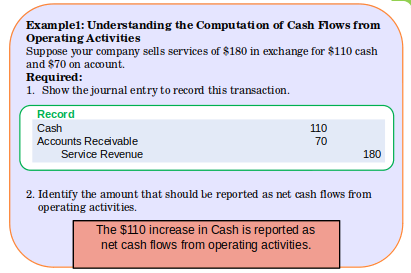 Example1: Understanding the Computation of Cash Flows from
Operating Activities
Suppose your company sells services of $180 in exchange for $110 cash
and $70 on account.
Required:
1. Show the journal entry to record this transaction.
Record
Cash 110
Accounts Receivable 70
Service Revenue 180
2. Identify the amount that should be reported as net cash flows from
operating activities.
The $110 increase in Cash is reported as
net cash flows from operating activities.